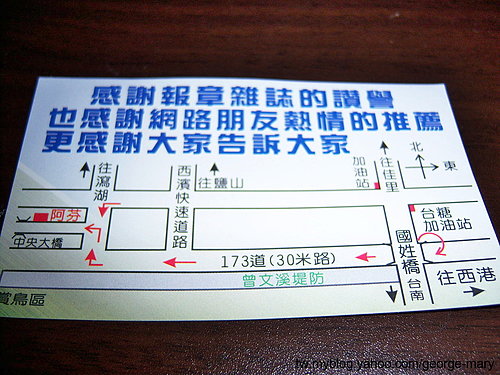 感謝報章雜誌的讚譽
也感謝網路朋友熱情的推薦
更感謝大家告訴大家
北
東
往瀉湖
西濱快速道路
往鹽山
加油站
往佳里
阿芬
中央大橋
台糖
加油站
國姓橋
173道(30米路)
曾文溪堤防
台南
往西港
賞鳥區
tw.myblog.yahoo.com/george-mary